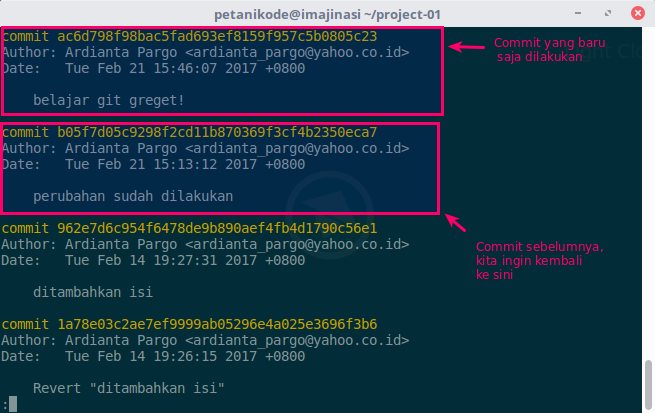 petanikode@imajinasi ~/project-01
commit ac6d798f98bac5fad693ef8159f957c5b0805c23
Author: Ardianta Pargo <ardianta_pargo@yahoo.co.id>
Date:   Tue Feb 21 15:46:07 2017 +0800
belajar git greget!
Commit yang baru
saja dilakukan
commit b05f7d05c9298f2cd11b870369f3cf4b2350eca7
Author: Ardianta Pargo <ardianta_pargo@yahoo.co.id>
Date:   Tue Feb 21 15:13:12 2017 +0800
perubahan sudah dilakukan
Commit sebelumnya,
kita ingin kembali
ke sini
commit 962e7d6c954f6478de9b890aef4fb4d1790c56e1
Author: Ardianta Pargo <ardianta_pargo@yahoo.co.id>
Date:   Tue Feb 14 19:27:31 2017 +0800
ditambahkan isi
commit 1a78e03c2ae7ef9999ab05296e4a025e3696f3b6
Author: Ardianta Pargo <ardianta_pargo@yahoo.co.id>
Date:   Tue Feb 14 19:26:15 2017 +0800
Revert "ditambahkan isi"
: